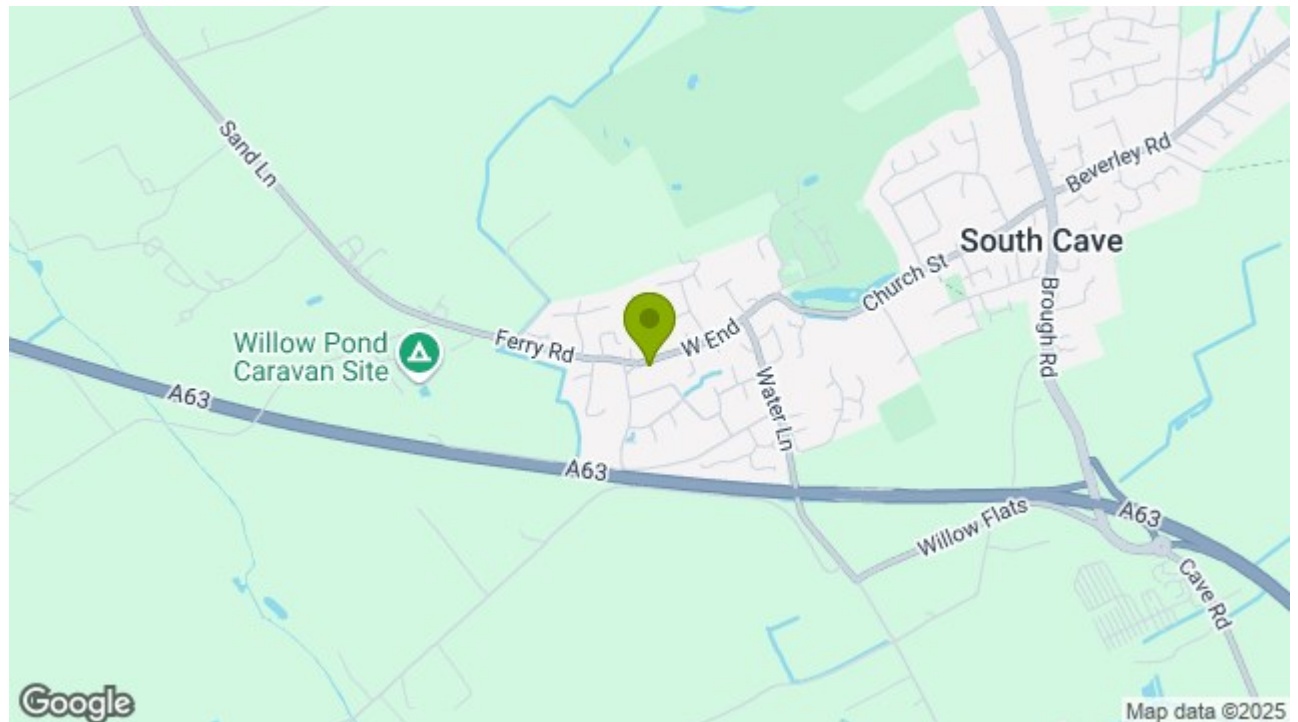 Sand Ln
Beverley Rd
South Cave
Church St
Brough Rd
W End
Ferry Rd
Willow Pond
Caravan Site
Water Ln
A63
A63
A63
Willow Flats
Cave Rd
Google
Map data ©2025